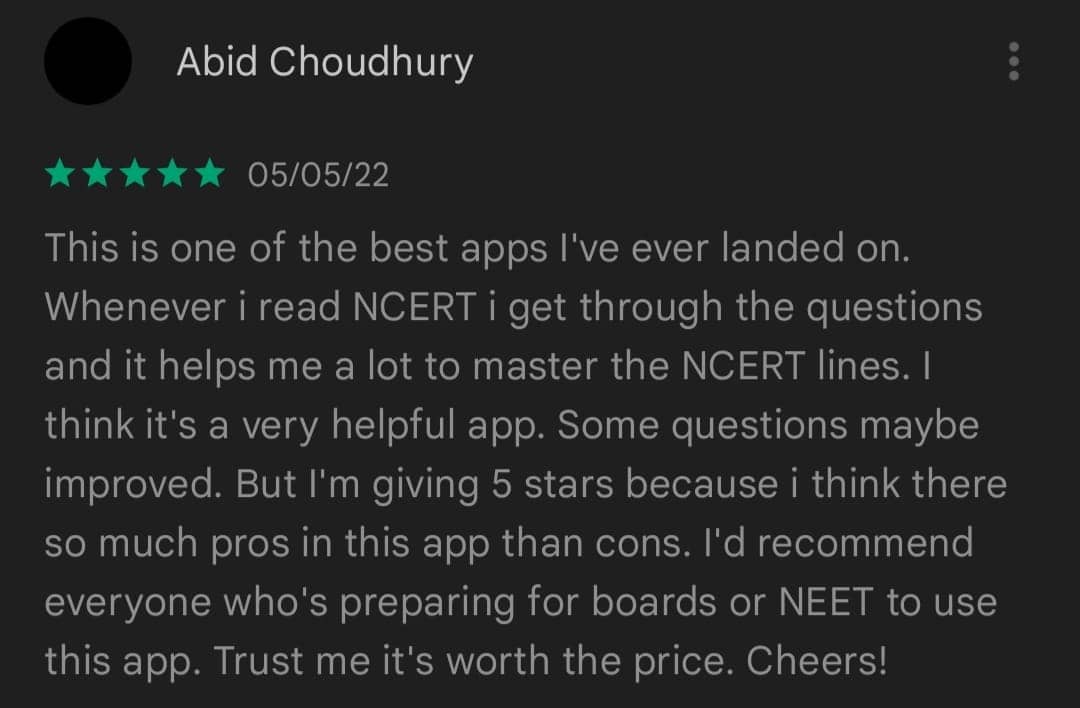 Abid Choudhury
05/05/22
This is one of the best apps I've ever landed on.
Whenever i read NCERT i get through the questions
and it helps me a lot to master the NCERT lines. I
think it's a very helpful app. Some questions maybe
improved. But I'm giving 5 stars because i think there
so much pros in this app than cons. I'd recommend
everyone who's preparing for boards or NEET to use
this app. Trust me it's worth the price. Cheers!